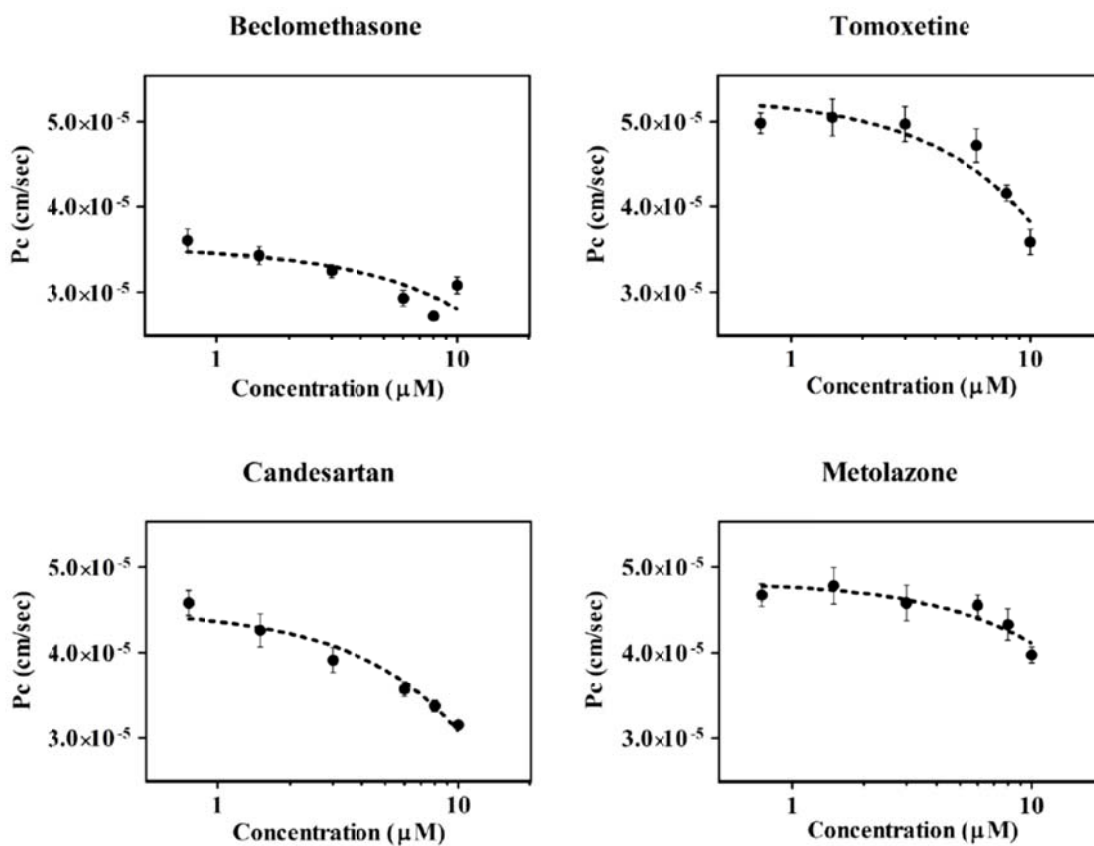 Beclomethasone
Pc (cm/sec)
5.0×10⁻⁵
4.0×10⁻⁵
3.0×10⁻⁵
1
10
Concentration (μM)
Tomoxetine
Pc (cm/sec)
5.0×10⁻⁵
4.0×10⁻⁵
3.0×10⁻⁵
1
10
Concentration (μM)
Candesartan
Pc (cm/sec)
5.0×10⁻⁵
4.0×10⁻⁵
3.0×10⁻⁵
1
10
Concentration (μM)
Metolazone
Pc (cm/sec)
5.0×10⁻⁵
4.0×10⁻⁵
3.0×10⁻⁵
1
10
Concentration (μM)